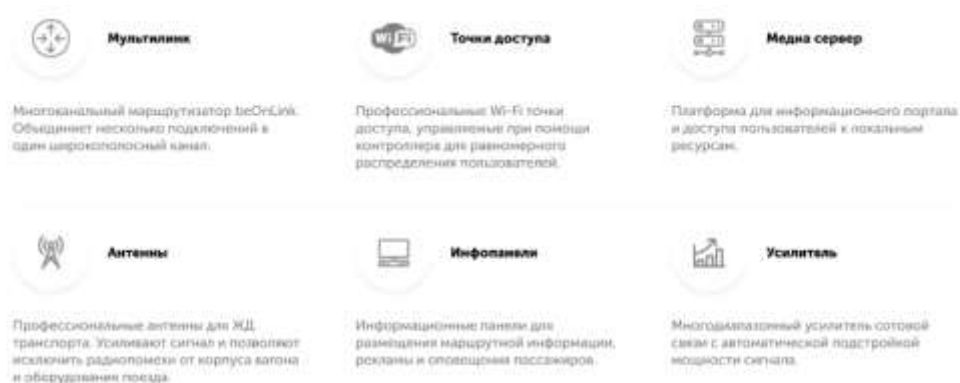 Мультилинк
Точки доступа
Медиа сервер
Многоканальный маршрутизатор beOnLink.
Объединяет несколько подключений в
один широкополосный канал.
Профессиональные Wi-Fi точки
доступа, управляемые при помощи
контроллера для равномерного
распределения пользователей.
Платформа для информационного портала
и доступа пользователей к локальным
ресурсам.
Антенны
Инфопанели
Усилитель
Профессиональные антенны для ЖД
транспорта. Усиливают сигнал и позволяют
исключить радиопомехи от корпуса вагона
и оборудования поезда.
Информационные панели для
размещения маршрутной информации,
рекламы и оповещения пассажиров.
Многодиапазонный усилитель сотовой
связи с автоматической подстройкой
мощности сигнала.